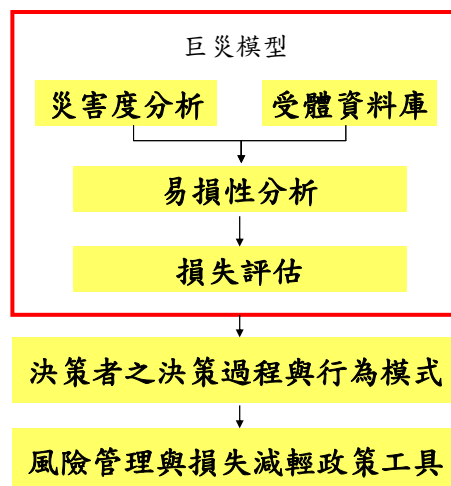 巨災模型
災害度分析
受體資料庫
易損性分析
損失評估
決策者之決策過程與行為模式
風險管理與損失減輕政策工具